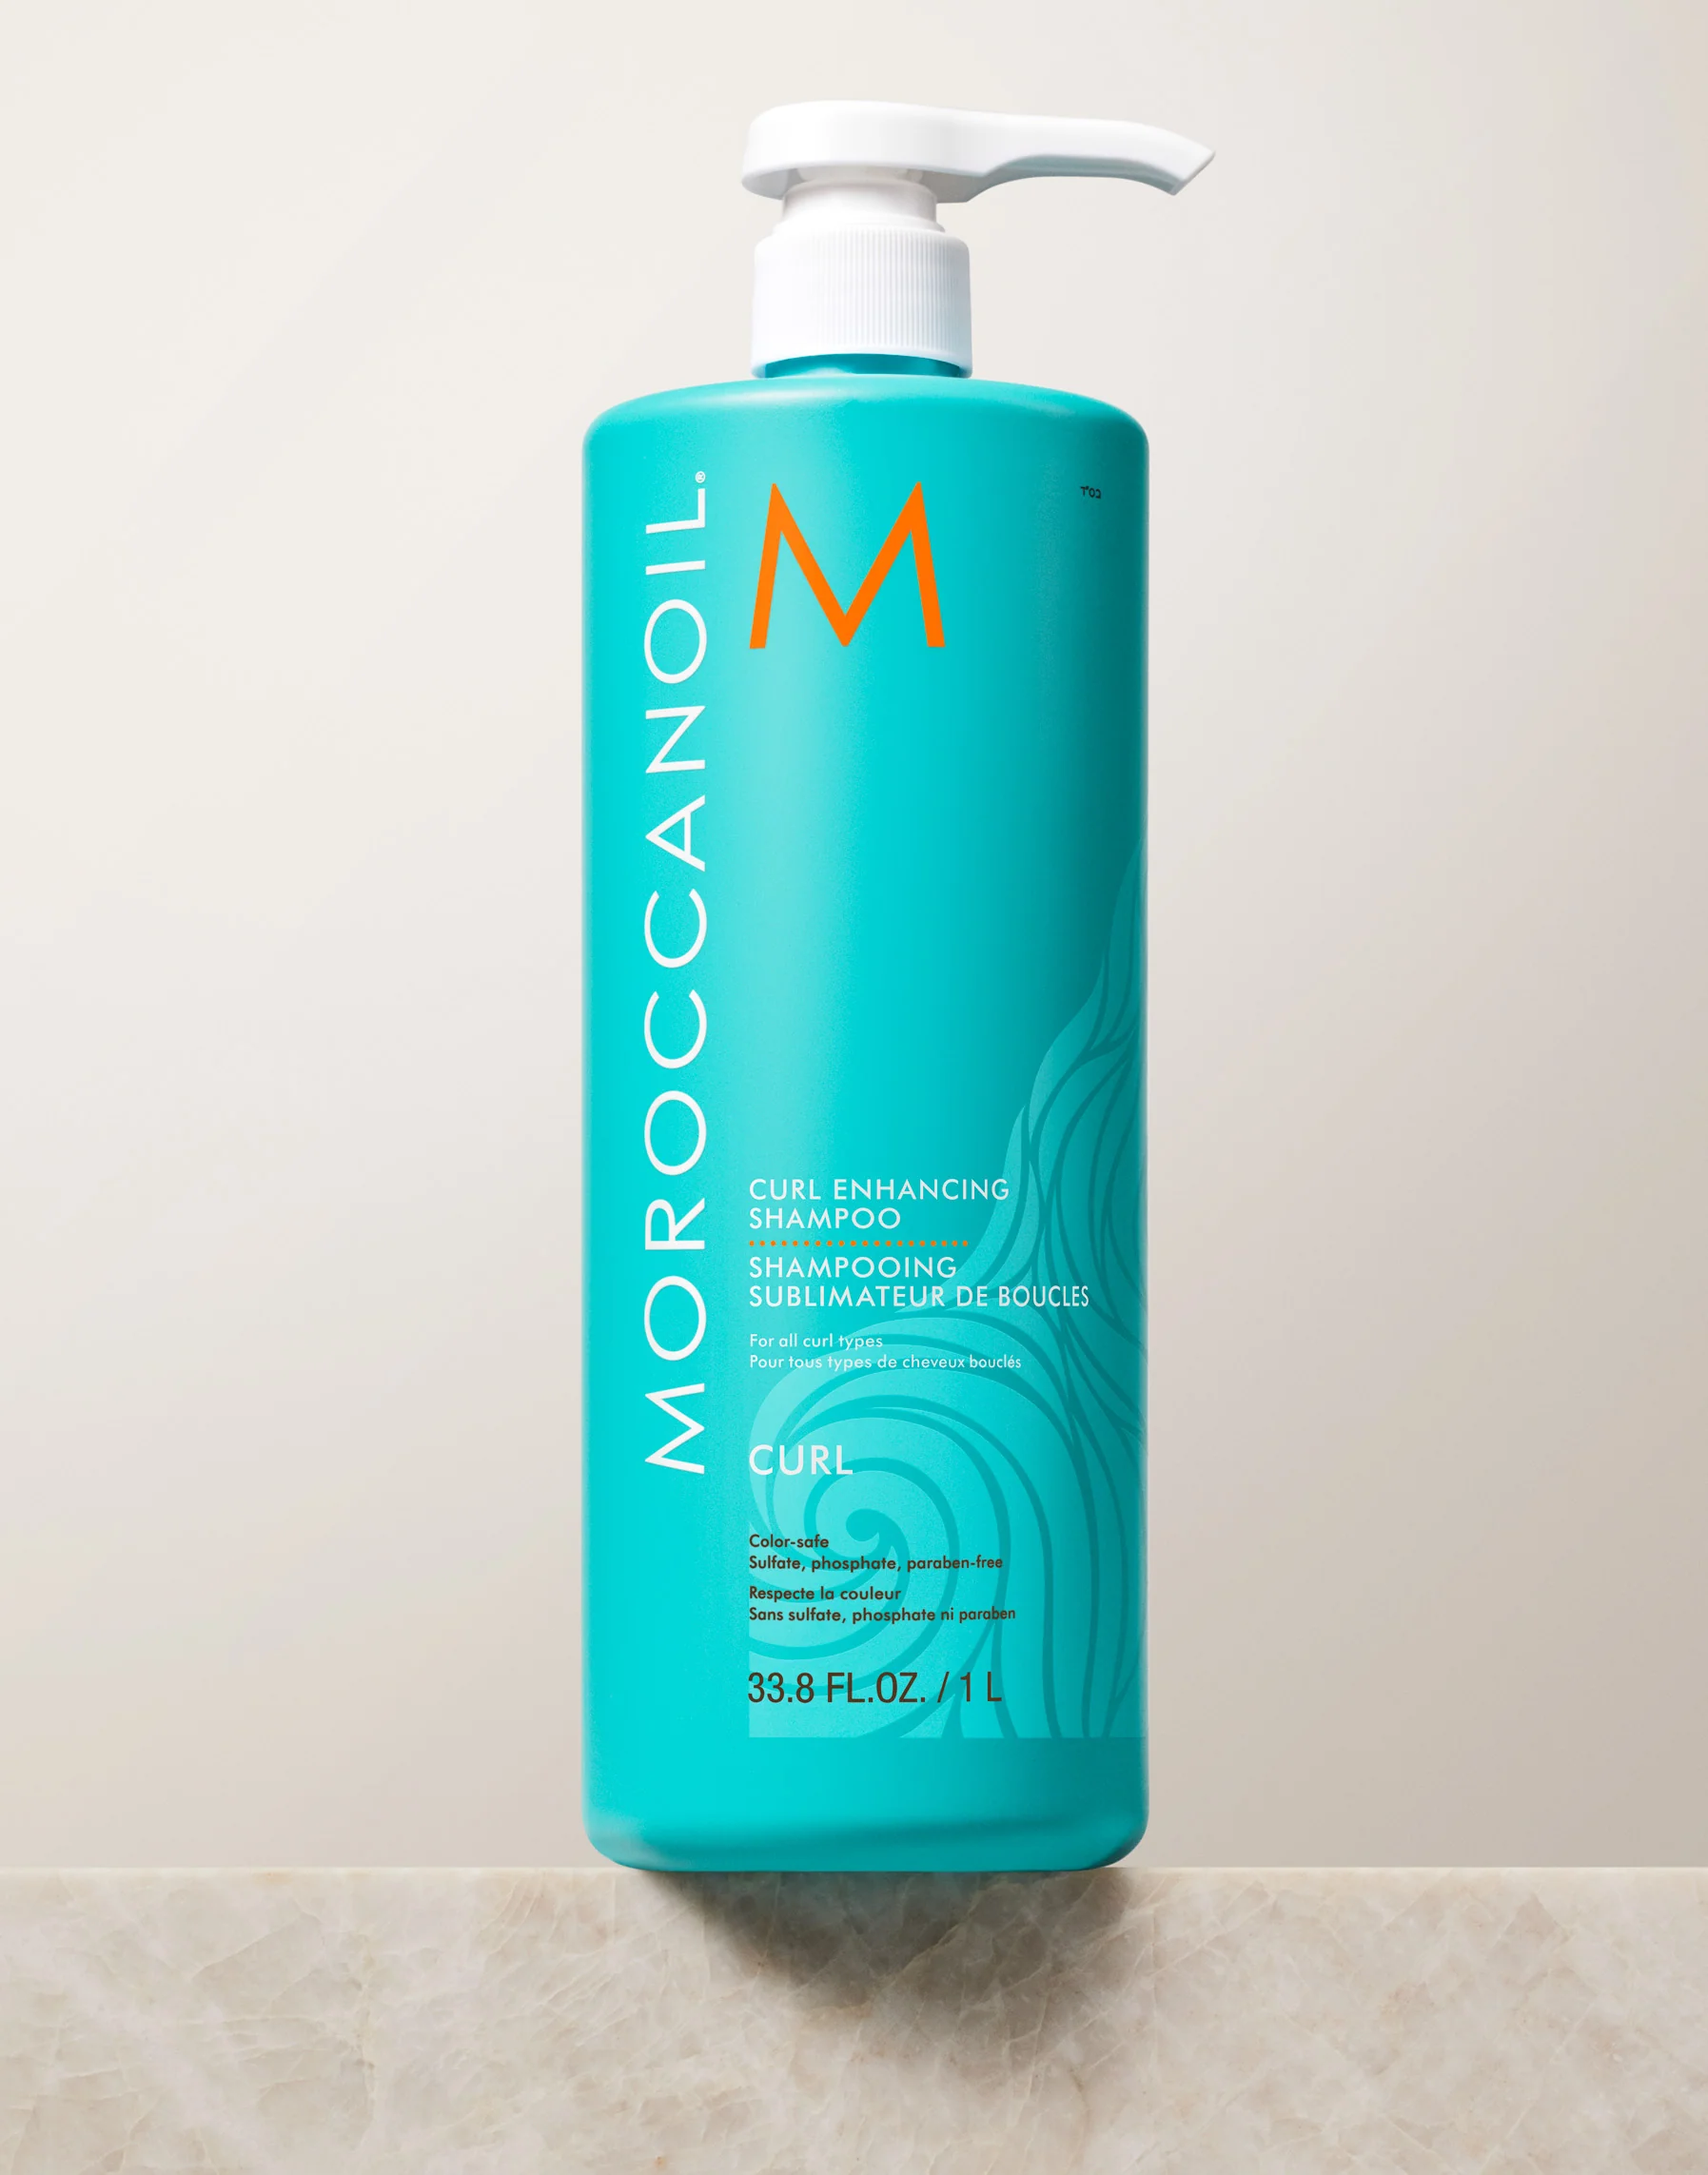 MOROCCANOIL®
M
בס"ד
CURL ENHANCING
SHAMPOO
SHAMPOOING
SUBLIMATEUR DE BOUCLES
For all curl types
Pour tous types de cheveux bouclés
CURL
Color-safe
Sulfate, phosphate, paraben-free
Respecte la couleur
Sans sulfate, phosphate ni paraben
33.8 FL.OZ. / 1 L